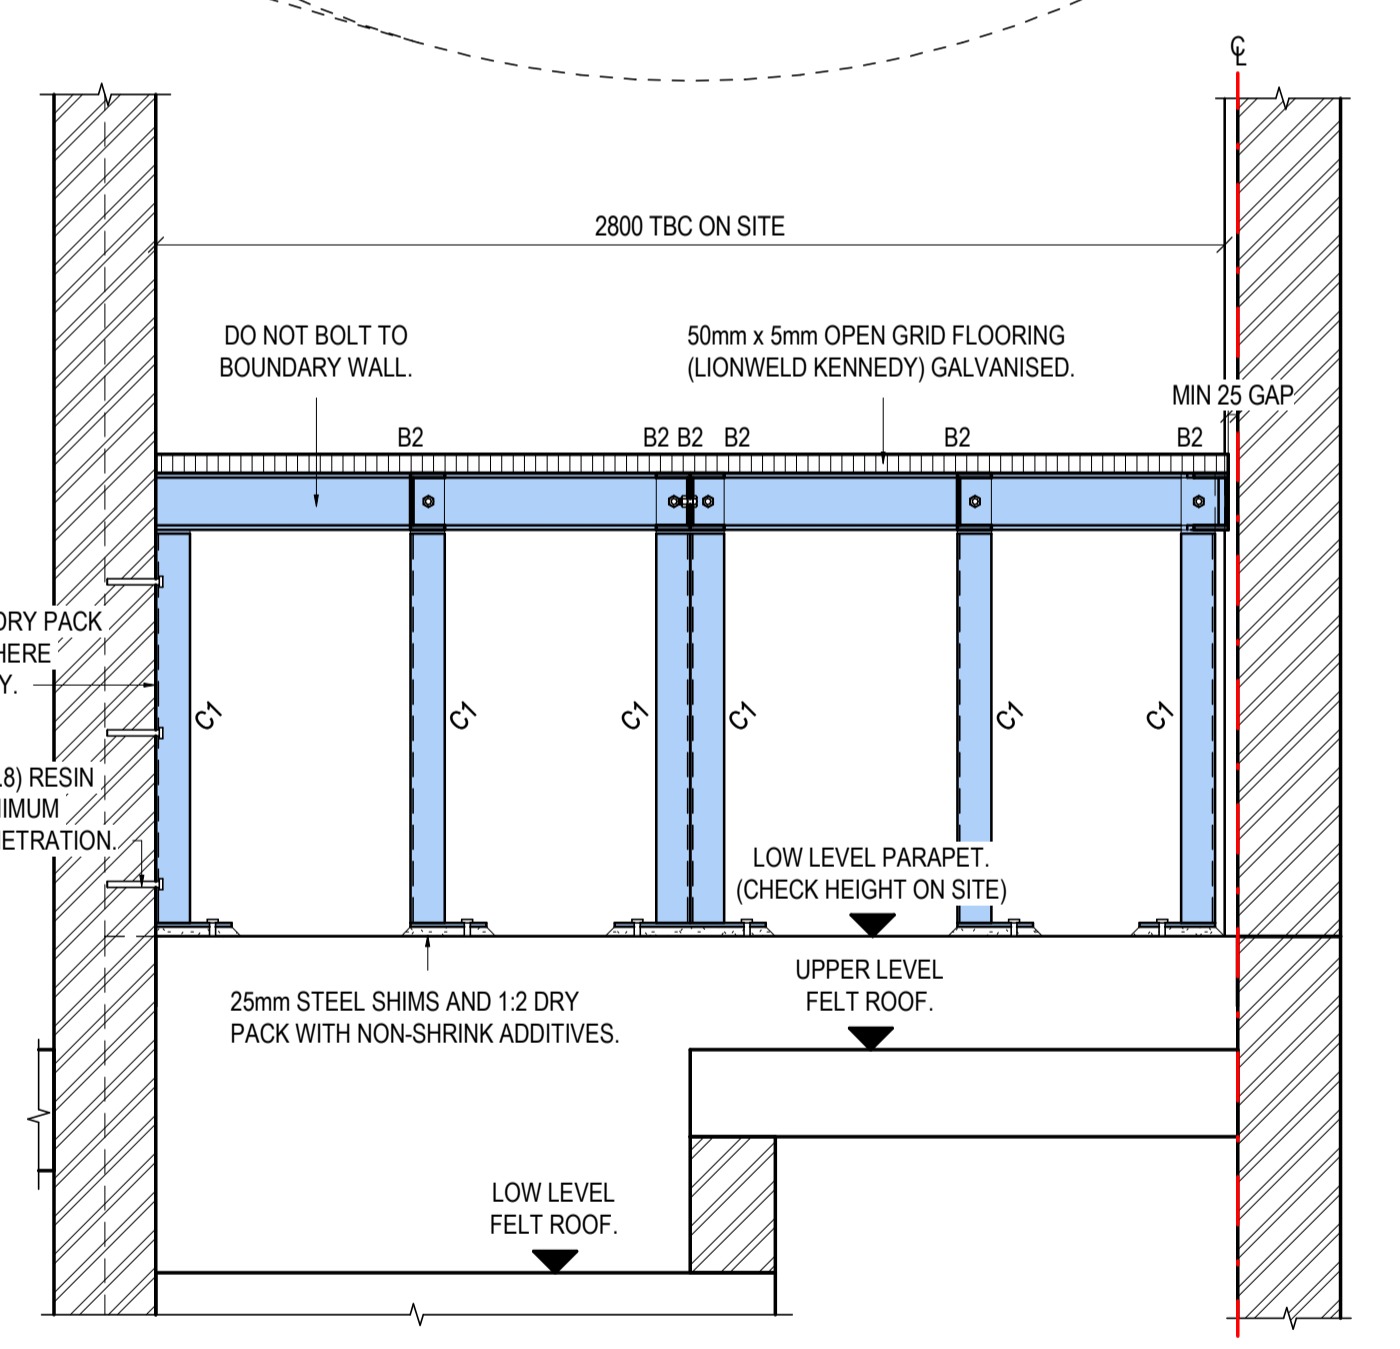 ℄
2800 TBC ON SITE
DO NOT BOLT TO
BOUNDARY WALL.
50mm x 5mm OPEN GRID FLOORING
(LIONWELD KENNEDY) GALVANISED.
MIN 25 GAP
B2 B2 B2 B2 B2 B2
DRY PACK
HERE
Y.
C1 C1 C1 C1 C1 C1
.8) RESIN
NIMUM
NETRATION.
LOW LEVEL PARAPET.
(CHECK HEIGHT ON SITE)
UPPER LEVEL
FELT ROOF.
25mm STEEL SHIMS AND 1:2 DRY
PACK WITH NON-SHRINK ADDITIVES.
LOW LEVEL
FELT ROOF.